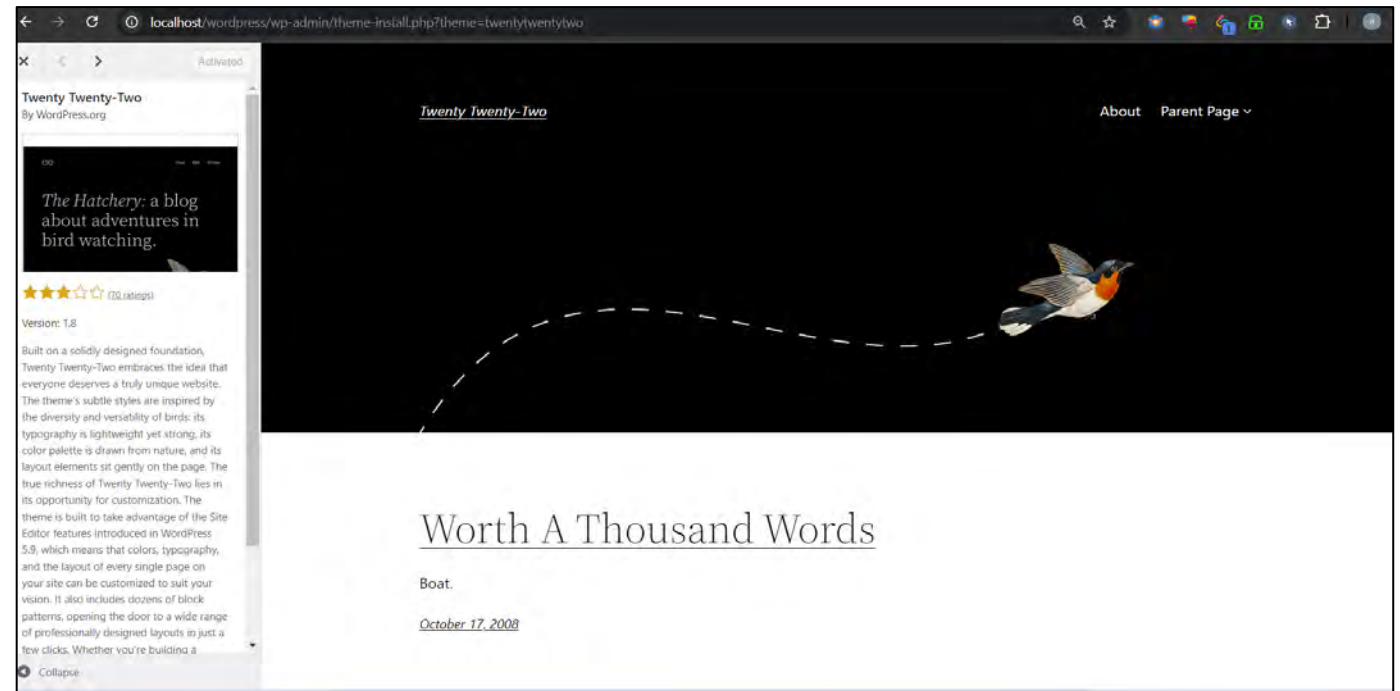 localhost/wordpress/wp-admin/theme-install.php?theme=twentytwentytwo
1
Activated
Twenty Twenty-Two
By WordPress.org
The Hatchery: a blog
about adventures in
bird watching.
(70 ratings)
Version: 1.8
Built on a solidly designed foundation,
Twenty Twenty-Two embraces the idea that
everyone deserves a truly unique website.
The theme's subtle styles are inspired by
the diversity and versatility of birds: its
typography is lightweight yet strong, its
color palette is drawn from nature, and its
layout elements sit gently on the page. The
true richness of Twenty Twenty-Two lies in
its opportunity for customization. The
theme is built to take advantage of the Site
Editor features introduced in WordPress
5.9, which means that colors, typography,
and the layout of every single page on
your site can be customized to suit your
vision. It also includes dozens of block
patterns, opening the door to a wide range
of professionally designed layouts in just a
few clicks. Whether you're building a
Collapse
Twenty Twenty-Two
About Parent Page
Worth A Thousand Words
Boat.
October 17, 2008